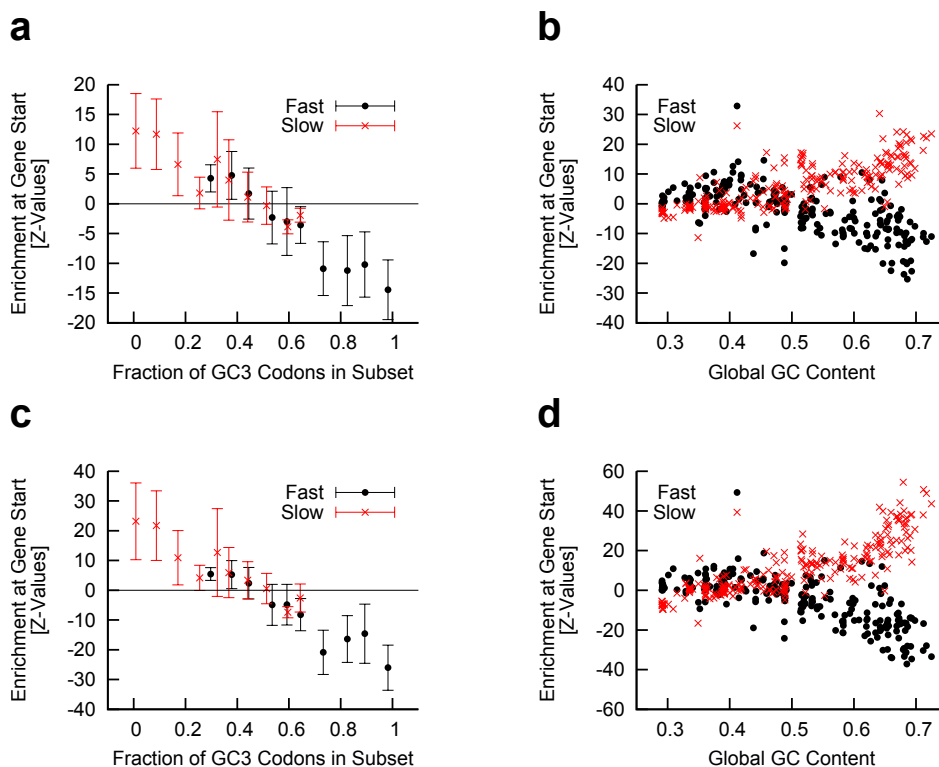 a
20
15
10
5
0
-5
-10
-15
-20
0 0.2 0.4 0.6 0.8 1
Enrichment at Gene Start
[Z-Values]
Fraction of GC3 Codons in Subset
Fast
Slow
b
40
30
20
10
0
-10
-20
-30
-40
0.3 0.4 0.5 0.6 0.7
Enrichment at Gene Start
[Z-Values]
Global GC Content
Fast
Slow
c
40
30
20
10
0
-10
-20
-30
-40
0 0.2 0.4 0.6 0.8 1
Enrichment at Gene Start
[Z-Values]
Fraction of GC3 Codons in Subset
Fast
Slow
d
60
40
20
0
-20
-40
-60
0.3 0.4 0.5 0.6 0.7
Enrichment at Gene Start
[Z-Values]
Global GC Content
Fast
Slow